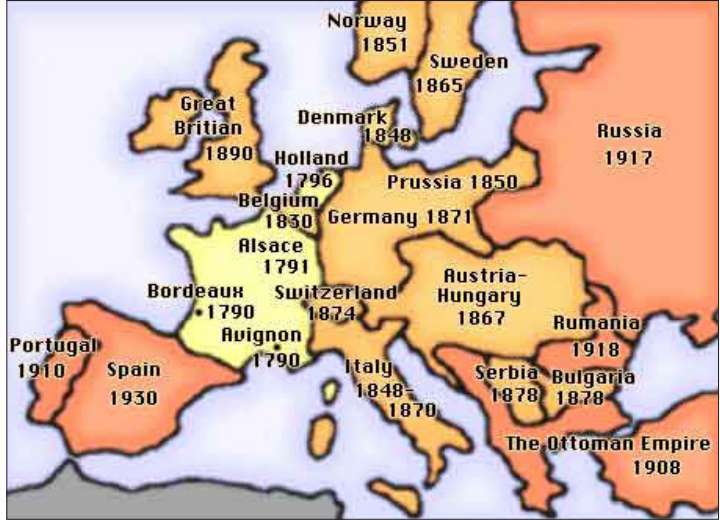 Norway
1851
Sweden
1865
Great
Britian
1890
Denmark
1848
Holland
1796
Russia
1917
Prussia 1850
Belgium
1830
Germany 1871
Alsace
1791
Bordeaux
1790
Switzerland
1874
Austria-
Hungary
1867
Avignon
1790
Rumania
1918
Portugal
1910
Spain
1930
Italy
1848-
1870
Serbia
1878
Bulgaria
1878
The Ottoman Empire
1908